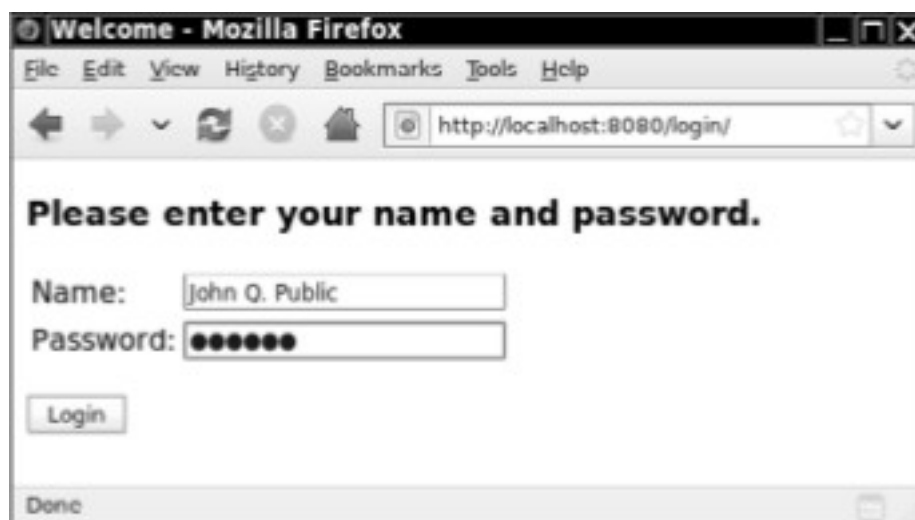 Welcome - Mozilla Firefox
File Edit View History Bookmarks Tools Help
http://localhost:8080/login/
Please enter your name and password.
Name: John Q. Public
Password: ●●●●●●
Login
Done